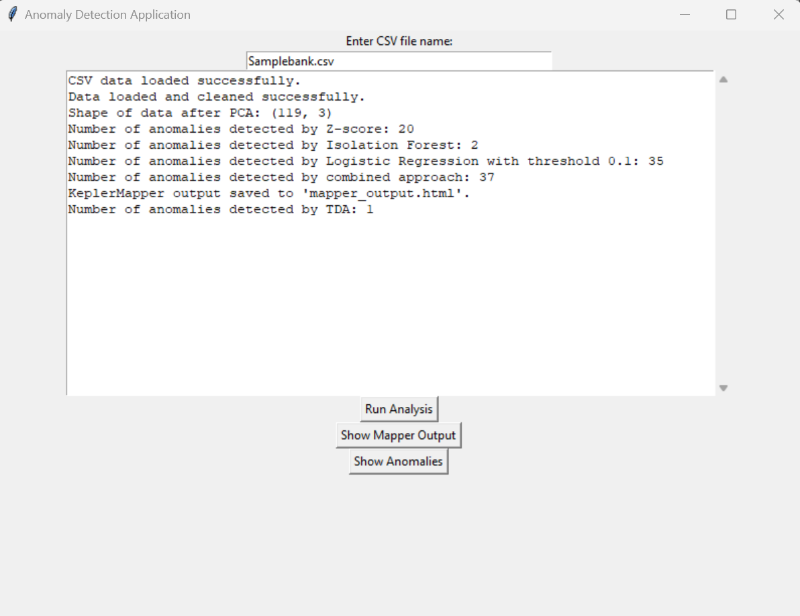 Anomaly Detection Application
Enter CSV file name:
Samplebank.csv
CSV data loaded successfully.
Data loaded and cleaned successfully.
Shape of data after PCA: (119, 3)
Number of anomalies detected by Z-score: 20
Number of anomalies detected by Isolation Forest: 2
Number of anomalies detected by Logistic Regression with threshold 0.1: 35
Number of anomalies detected by combined approach: 37
KeplerMapper output saved to 'mapper_output.html'.
Number of anomalies detected by TDA: 1
Run Analysis
Show Mapper Output
Show Anomalies